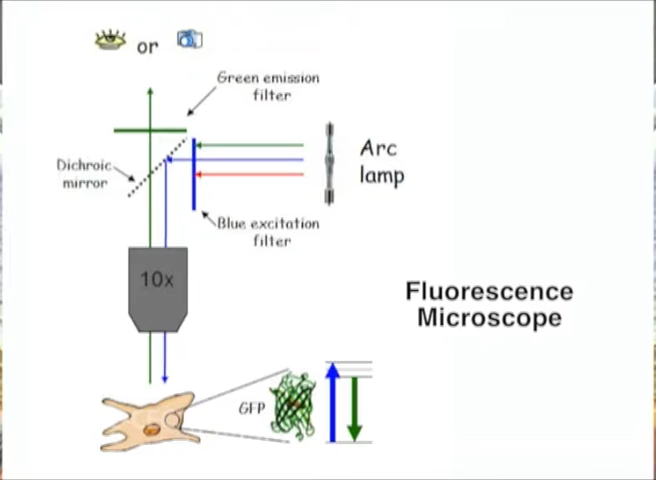 or
Green emission
filter
Dichroic
mirror
Arc
lamp
Blue excitation
filter
10x
Fluorescence
Microscope
GFP